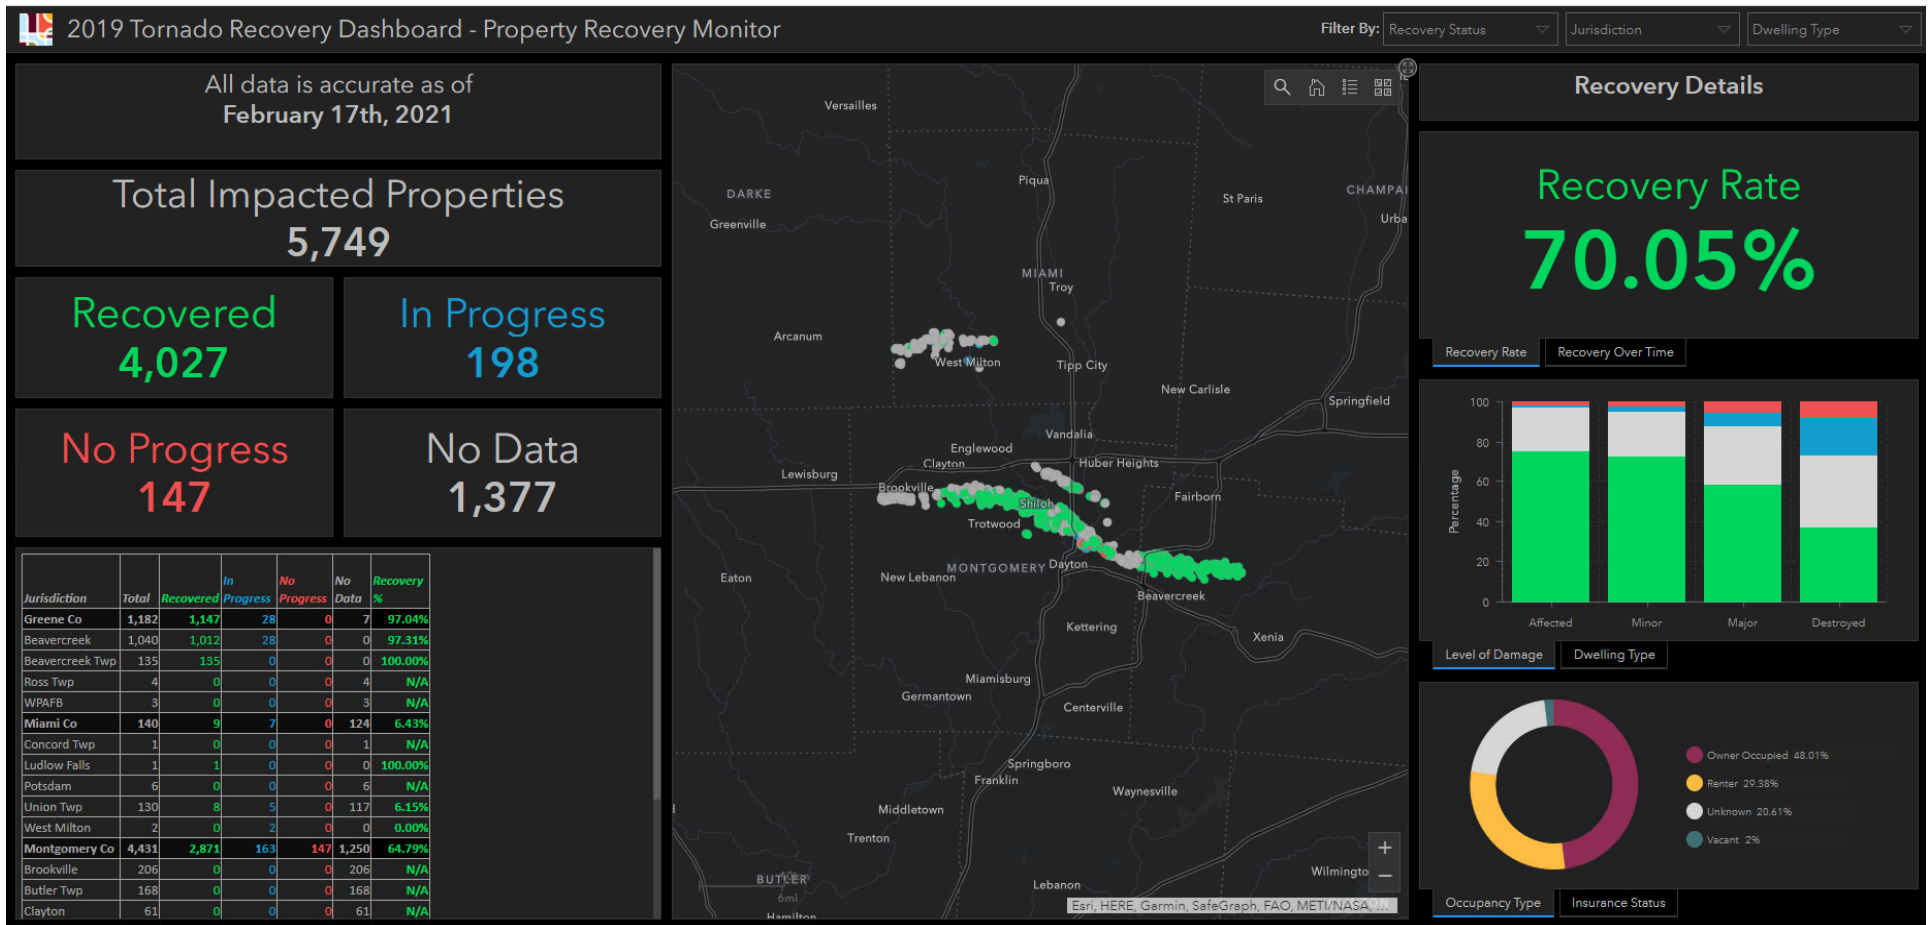 2019 Tornado Recovery Dashboard - Property Recovery Monitor
Filter By: Recovery Status Jurisdiction Dwelling Type
All data is accurate as of
February 17th, 2021
Total Impacted Properties
5,749
Recovered
4,027
In Progress
198
No Progress
147
No Data
1,377
Jurisdiction Total Recovered In Progress No Progress No Data Recovery %
Greene Co 1,182 1,147 28 0 7 97.04%
Beavercreek 1,040 1,012 28 0 0 97.31%
Beavercreek Twp 135 135 0 0 0 100.00%
Ross Twp 4 0 0 0 4 N/A
WPAFB 3 0 0 0 3 N/A
Miami Co 140 9 7 0 124 6.43%
Concord Twp 1 0 0 0 1 N/A
Ludlow Falls 1 1 0 0 0 100.00%
Potsdam 6 0 0 0 6 N/A
Union Twp 130 8 5 0 117 6.15%
West Milton 2 0 2 0 0 0.00%
Montgomery Co 4,431 2,871 163 147 1,250 64.79%
Brookville 206 0 0 0 206 N/A
Butler Twp 168 0 0 0 168 N/A
Clayton 61 0 0 0 61 N/A
Versailles
Piqua
DARKE
St Paris
CHAMPAI
Greenville
Urba
MIAMI
Troy
Arcanum
West Milton
Tipp City
New Carlisle
Springfield
Vandalia
Englewood
Clayton
Huber Heights
Lewisburg
Brookville
Shiloh
Fairborn
Trotwood
MONTGOMERY
Dayton
Eaton
New Lebanon
Beavercreek
Kettering
Xenia
Miamisburg
Germantown
Centerville
Springboro
Franklin
Waynesville
Middletown
Trenton
BUTLER
6mi
Wilmingto
Lebanon
Hamilton
Esri, HERE, Garmin, SafeGraph, FAO, METI/NASA, ...
Recovery Details
Recovery Rate
70.05%
Recovery Rate Recovery Over Time
100
80
60
40
20
0
Percentage
Affected Minor Major Destroyed
Level of Damage Dwelling Type
Owner Occupied 48.01%
Renter 29.38%
Unknown 20.61%
Vacant 2%
Occupancy Type Insurance Status